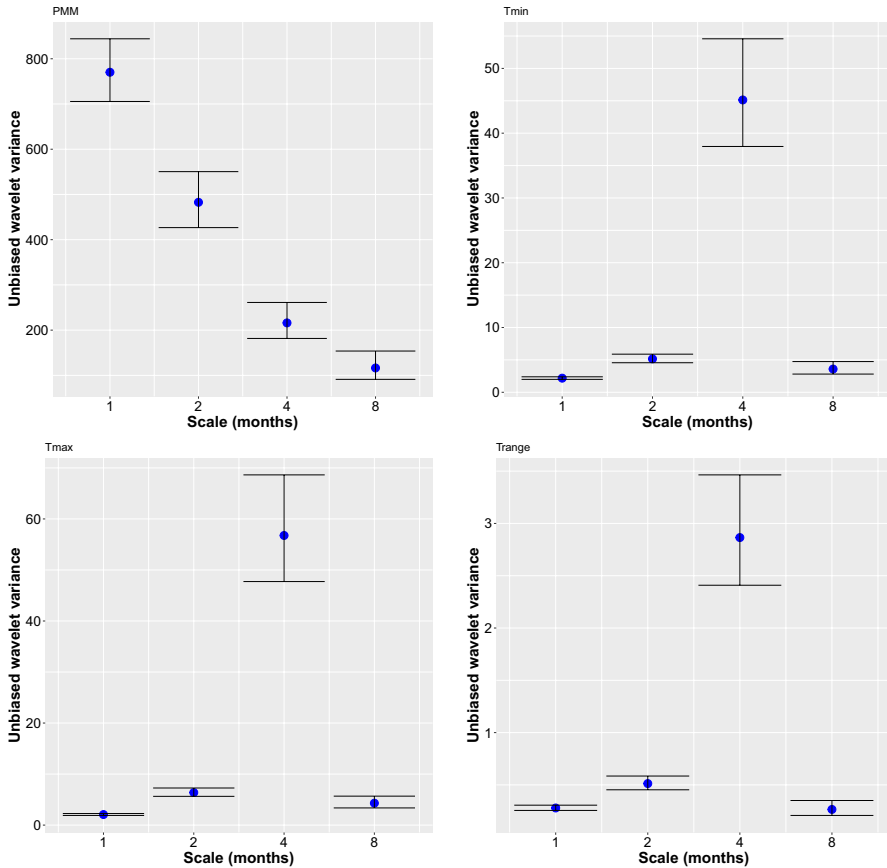 PMM
Unbiased wavelet variance
800
600
400
200
1 2 4 8
Scale (months)
Tmin
Unbiased wavelet variance
50
40
30
20
10
0
1 2 4 8
Scale (months)
Tmax
Unbiased wavelet variance
60
40
20
0
1 2 4 8
Scale (months)
Trange
Unbiased wavelet variance
3
2
1
1 2 4 8
Scale (months)